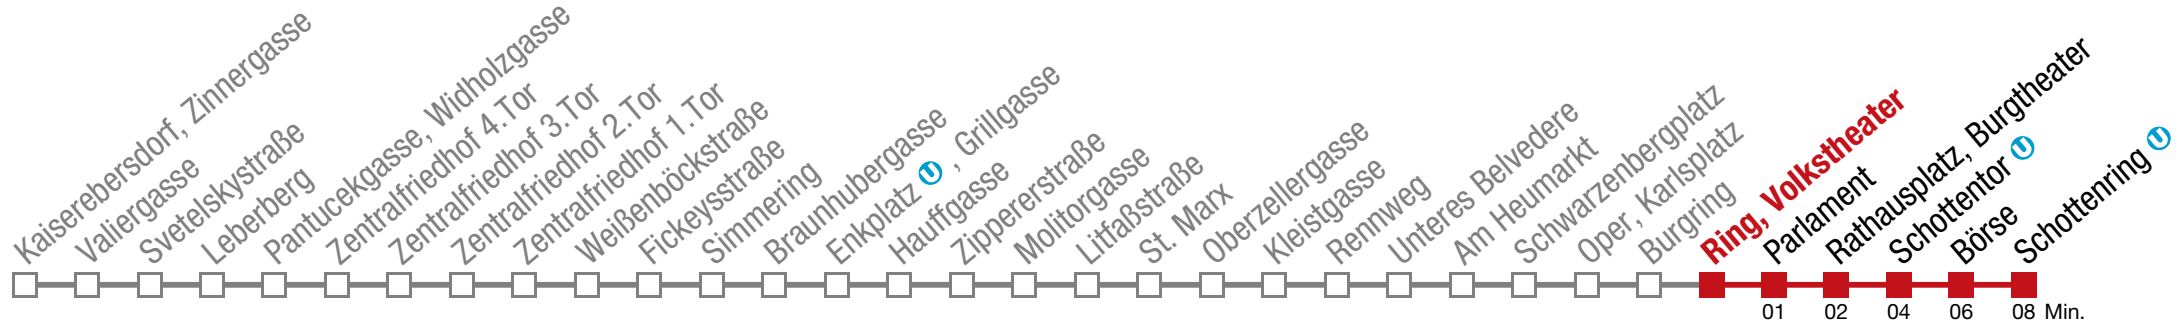 Kaiserebersdorf, Zinnergasse
Valiergasse
Svetelskystraße
Leberberg
Pantucekgasse, Widholzgasse
Zentralfriedhof 4.Tor
Zentralfriedhof 3.Tor
Zentralfriedhof 2.Tor
Zentralfriedhof 1.Tor
Weißenböckstraße
Fickeysstraße
Simmering
Braunhubergasse
Enkplatz U , Grillgasse
Hauffgasse
Zippererstraße
Molitorgasse
Litfaßstraße
St. Marx
Oberzellergasse
Kleistgasse
Rennweg
Unteres Belvedere
Am Heumarkt
Schwarzenbergplatz
Oper, Karlsplatz
Burgring
Ring, Volkstheater
Parlament
Rathausplatz, Burgtheater
Schottentor U
Börse
Schottenring U
01 02 04 06 08 Min.